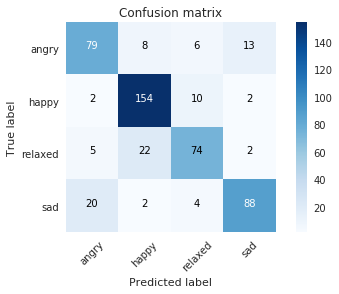 Confusion matrix
True label
angry 79 8 6 13
happy 2 154 10 2
relaxed 5 22 74 2
sad 20 2 4 88
angry happy relaxed sad
Predicted label
140
120
100
80
60
40
20